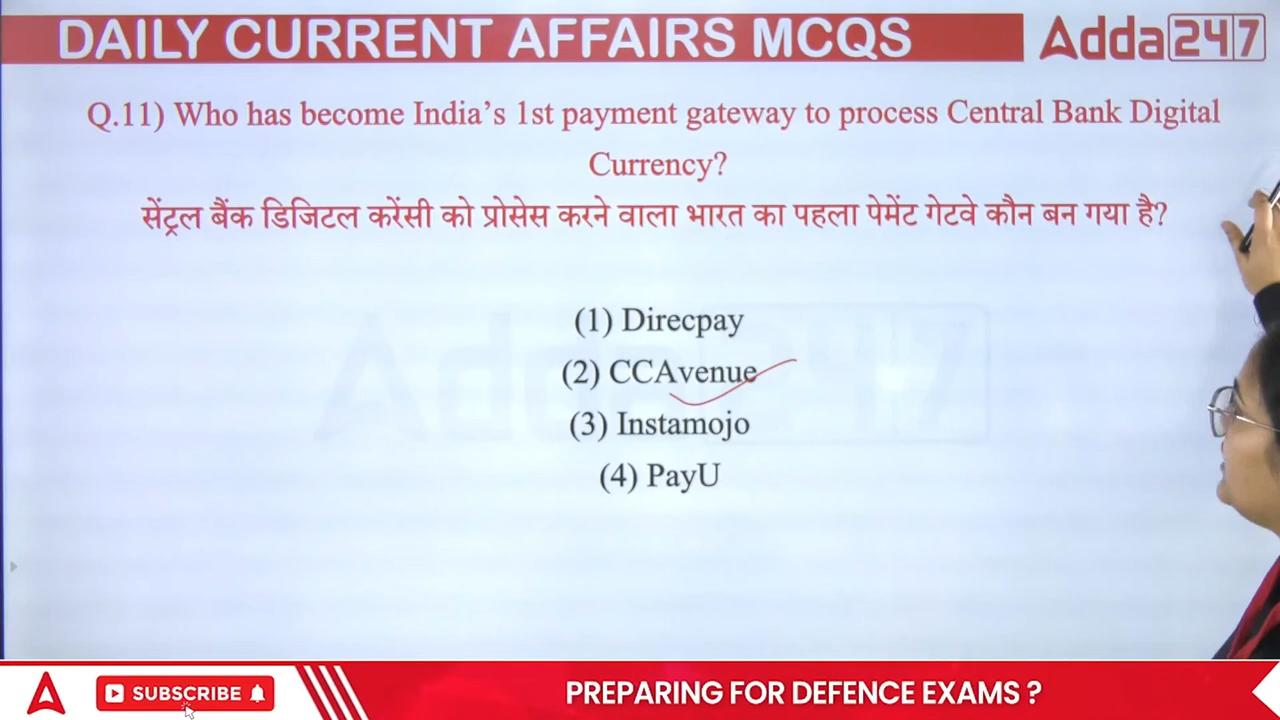 DAILY CURRENT AFFAIRS MCQS
Adda247
Q.11) Who has become India’s 1st payment gateway to process Central Bank Digital
Currency?
सेंट्रल बैंक डिजिटल करेंसी को प्रोसेस करने वाला भारत का पहला पेमेंट गेटवे कौन बन गया है?
Adda247
(1) Direcpay
(2) CCAvenue
(3) Instamojo
(4) PayU
SUBSCRIBE
PREPARING FOR DEFENCE EXAMS ?